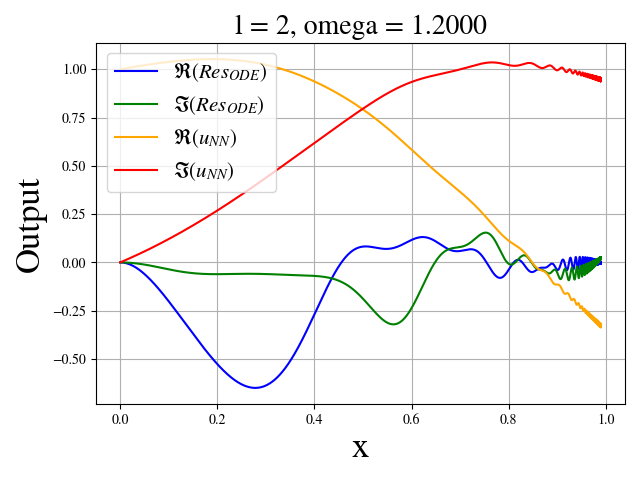 l = 2, omega = 1.2000
ℜ(Res_ODE)
ℑ(Res_ODE)
ℜ(u_NN)
ℑ(u_NN)
Output
1.00
0.75
0.50
0.25
0.00
−0.25
−0.50
0.0 0.2 0.4 0.6 0.8 1.0
x